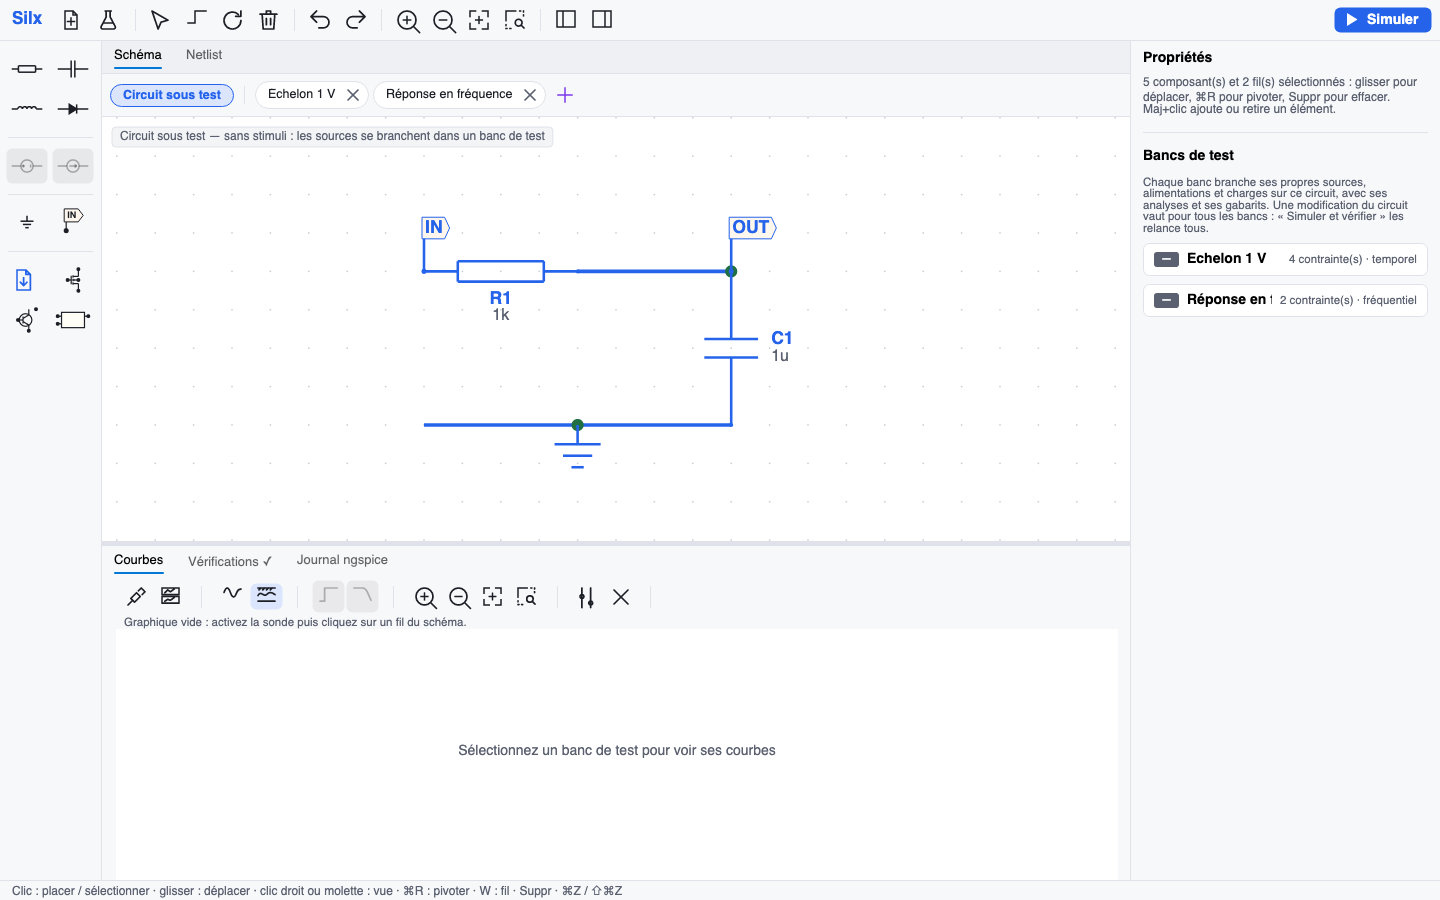 Silx
Simuler
Schéma
Netlist
Circuit sous test
Echelon 1 V
Réponse en fréquence
Circuit sous test — sans stimuli : les sources se branchent dans un banc de test
IN
IN
OUT
R1
1k
C1
1u
Propriétés
5 composant(s) et 2 fil(s) sélectionnés : glisser pour
déplacer, ⌘R pour pivoter, Suppr pour effacer.
Maj+clic ajoute ou retire un élément.
Bancs de test
Chaque banc branche ses propres sources,
alimentations et charges sur ce circuit, avec ses
analyses et ses gabarits. Une modification du circuit
vaut pour tous les bancs : « Simuler et vérifier » les
relance tous.
Echelon 1 V
4 contrainte(s) · temporel
Réponse en
2 contrainte(s) · fréquentiel
Courbes
Vérifications ✓
Journal ngspice
Graphique vide : activez la sonde puis cliquez sur un fil du schéma.
Sélectionnez un banc de test pour voir ses courbes
Clic : placer / sélectionner · glisser : déplacer · clic droit ou molette : vue · ⌘R : pivoter · W : fil · Suppr · ⌘Z / ⇧⌘Z